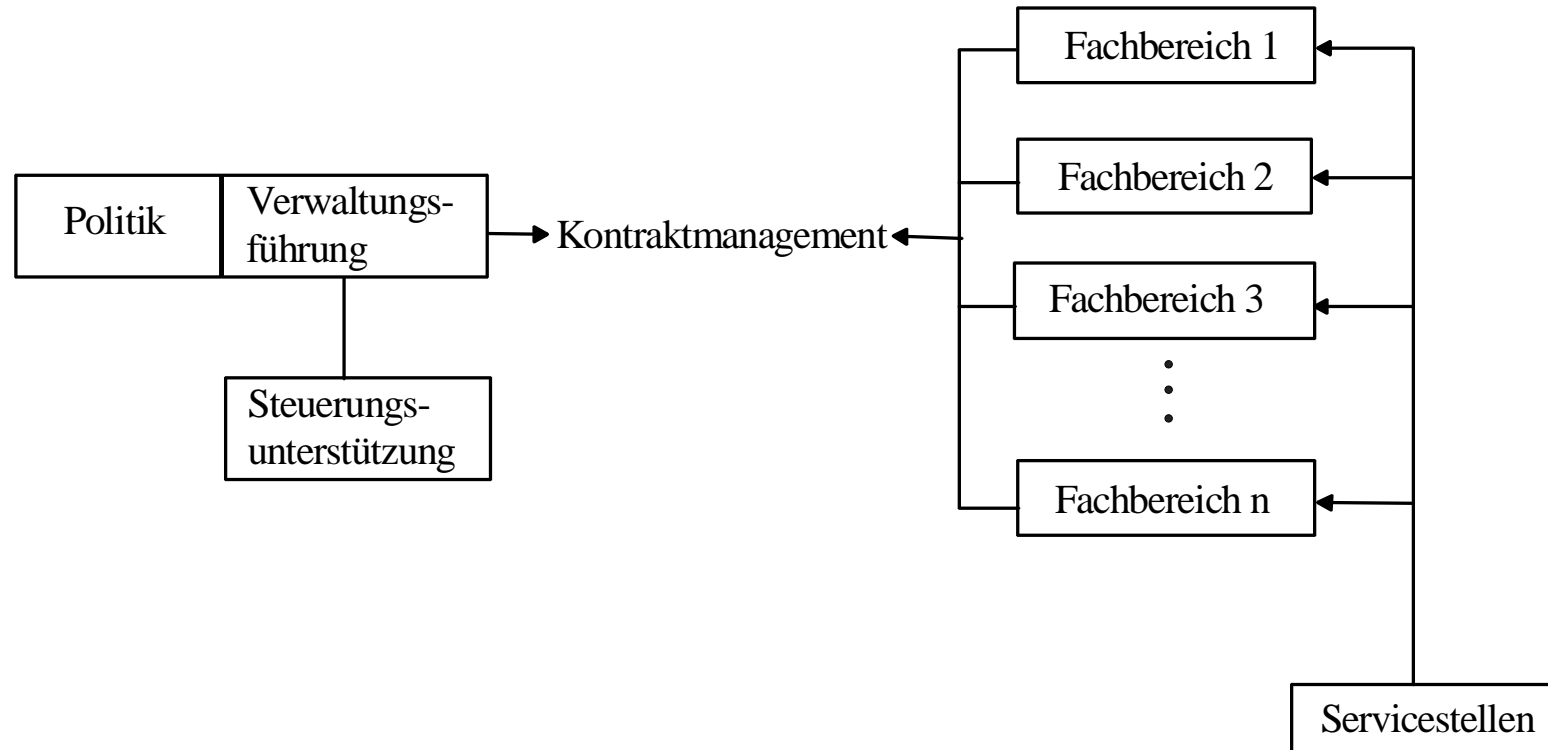 Fachbereich 1
Fachbereich 2
Politik
Verwaltungs-
führung
Kontraktmanagement
Fachbereich 3
Steuerungs-
unterstützung
Fachbereich n
Servicestellen